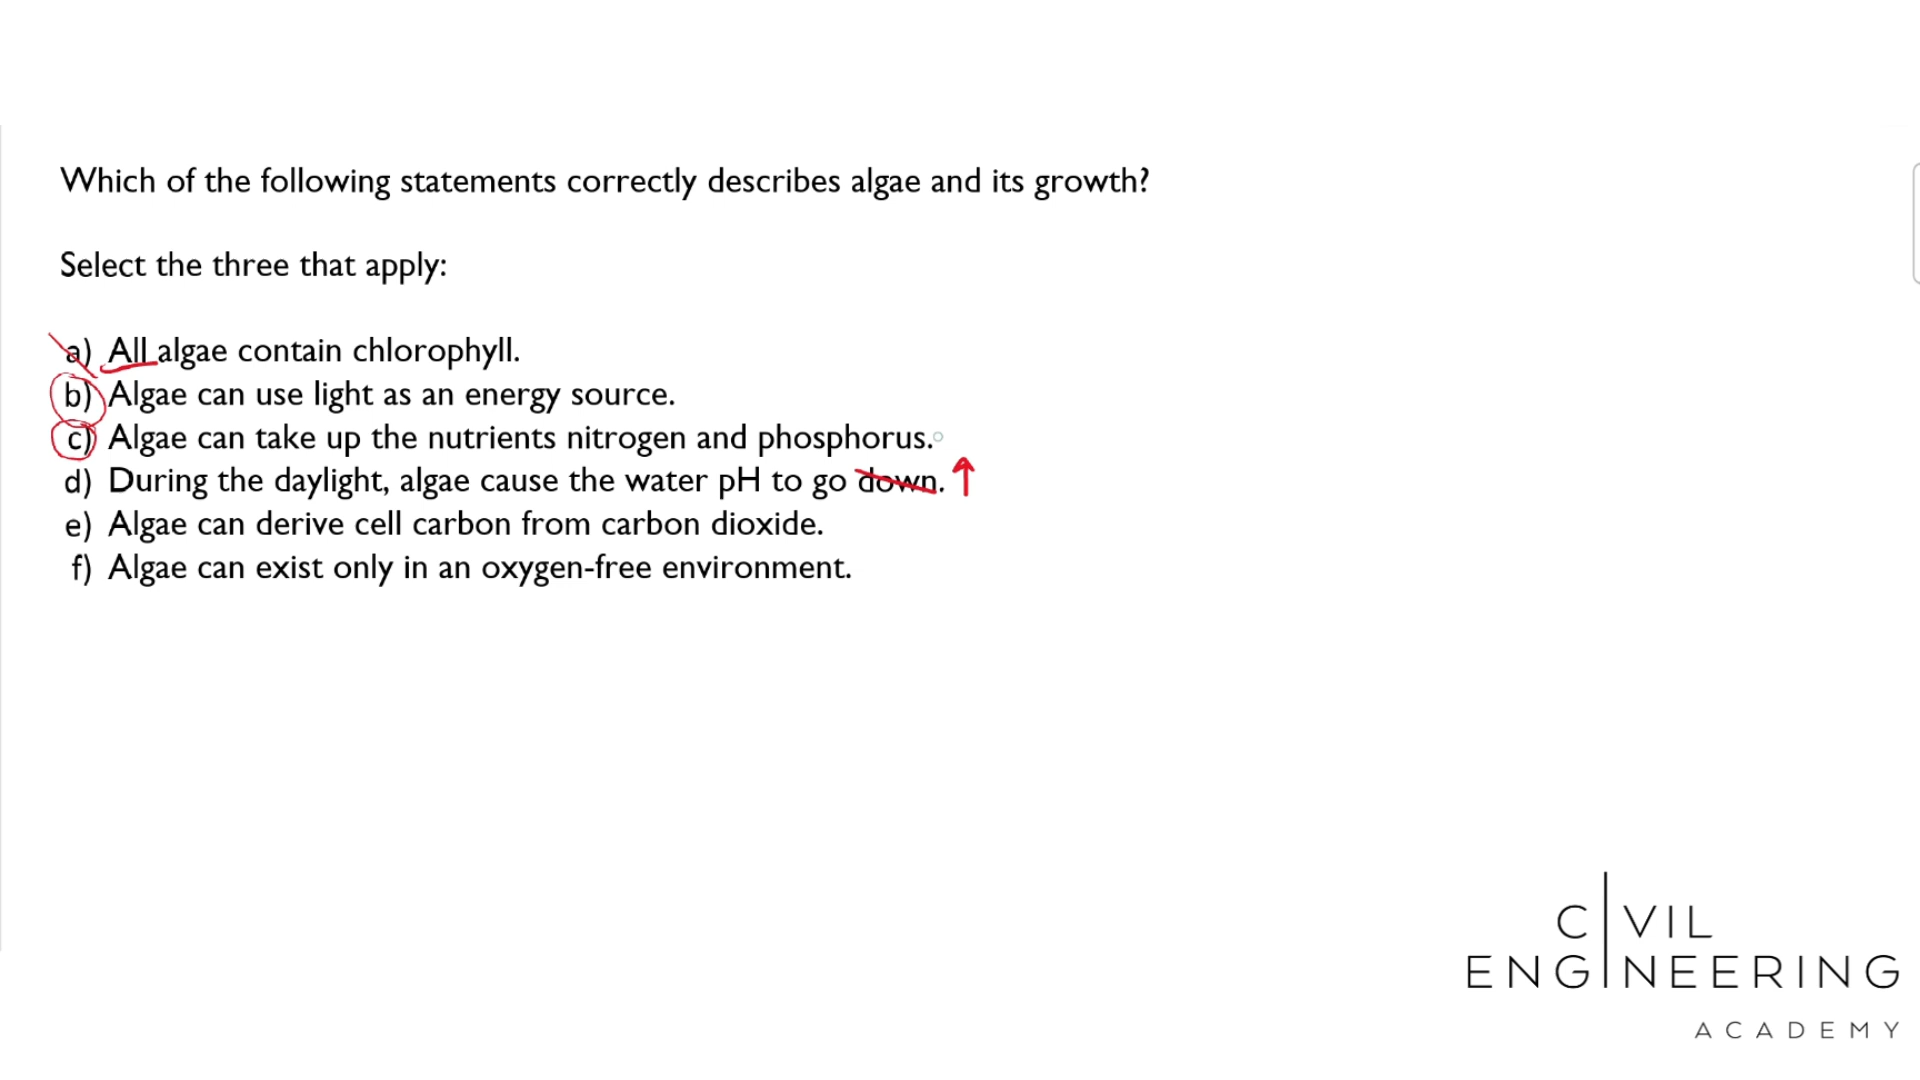 Which of the following statements correctly describes algae and its growth?
Select the three that apply:
a) All algae contain chlorophyll.
b) Algae can use light as an energy source.
c) Algae can take up the nutrients nitrogen and phosphorus.
d) During the daylight, algae cause the water pH to go down. ↑
e) Algae can derive cell carbon from carbon dioxide.
f) Algae can exist only in an oxygen-free environment.
CIVIL
ENGINEERING
ACADEMY